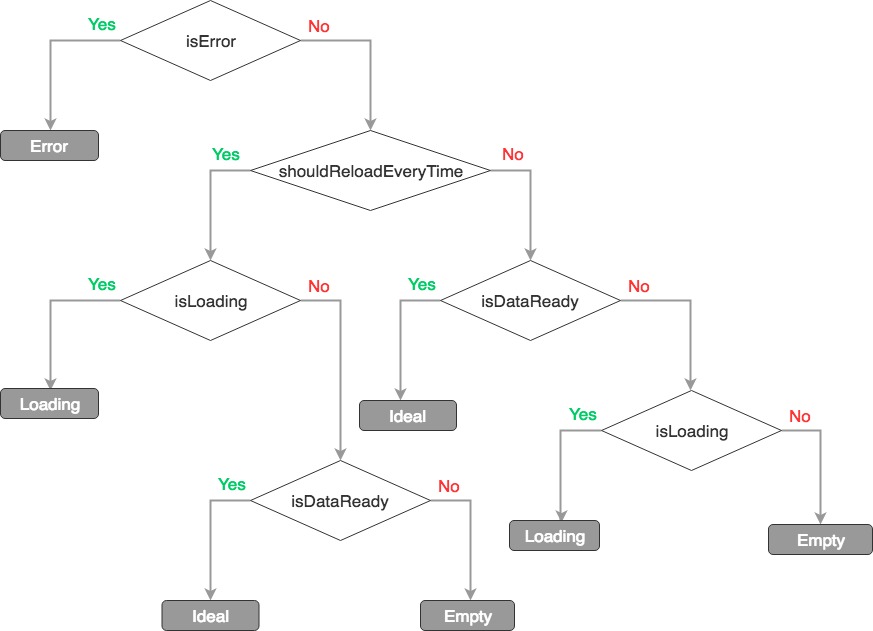 Yes
No
isError
Error
Yes
No
shouldReloadEveryTime
Yes
No
Yes
No
isLoading
isDataReady
Loading
Ideal
Yes
No
isLoading
Yes
No
isDataReady
Loading
Empty
Ideal
Empty